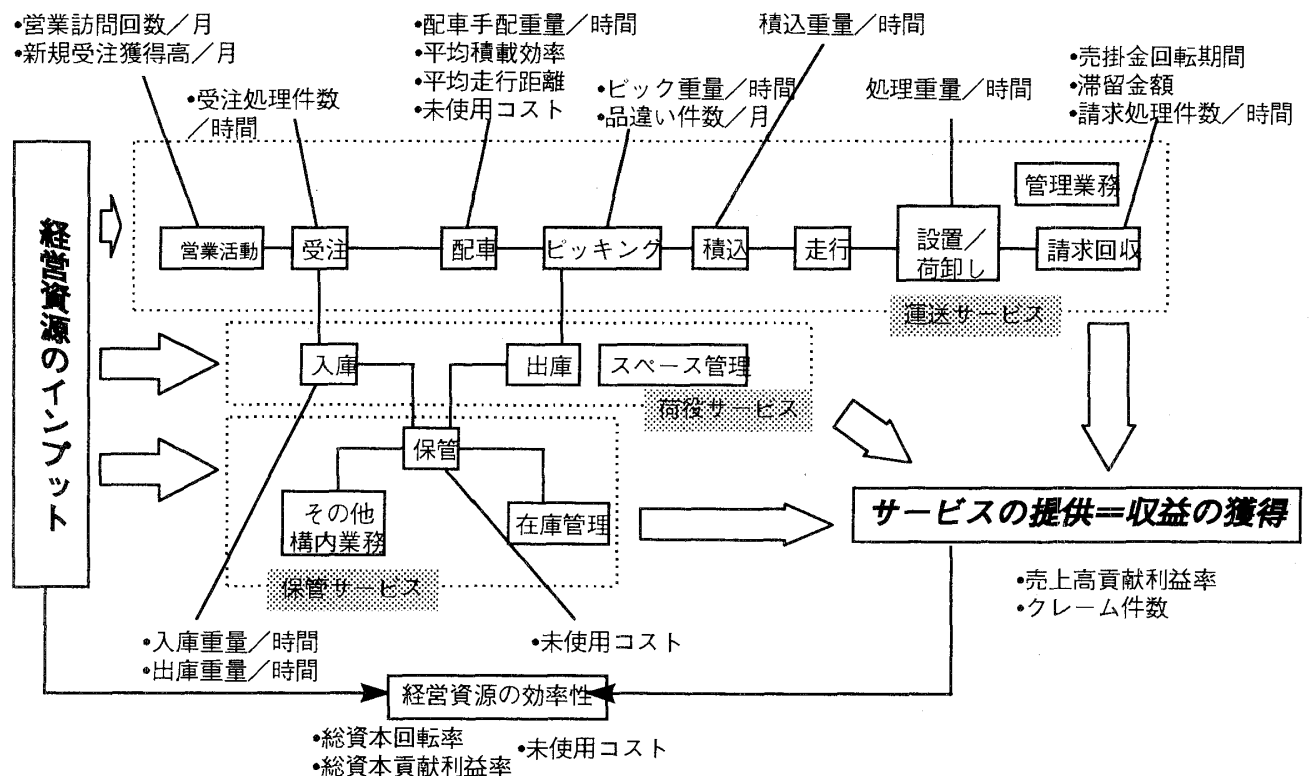 •営業訪問回数／月
•新規受注獲得高／月
•受注処理件数
／時間
•配車手配重量／時間
•平均積載効率
•平均走行距離
•未使用コスト
•ピック重量／時間
•品違い件数／月
積込重量／時間
処理重量／時間
•売掛金回転期間
•滞留金額
•請求処理件数／時間
経営資源のインプット
管理業務
営業活動
受注
配車
ピッキング
積込
走行
設置／
荷卸し
請求回収
運送サービス
入庫
出庫
スペース管理
荷役サービス
保管
その他
構内業務
在庫管理
保管サービス
サービスの提供==収益の獲得
•売上高貢献利益率
•クレーム件数
•入庫重量／時間
•出庫重量／時間
•未使用コスト
経営資源の効率性
•総資本回転率
•総資本貢献利益率
•未使用コスト